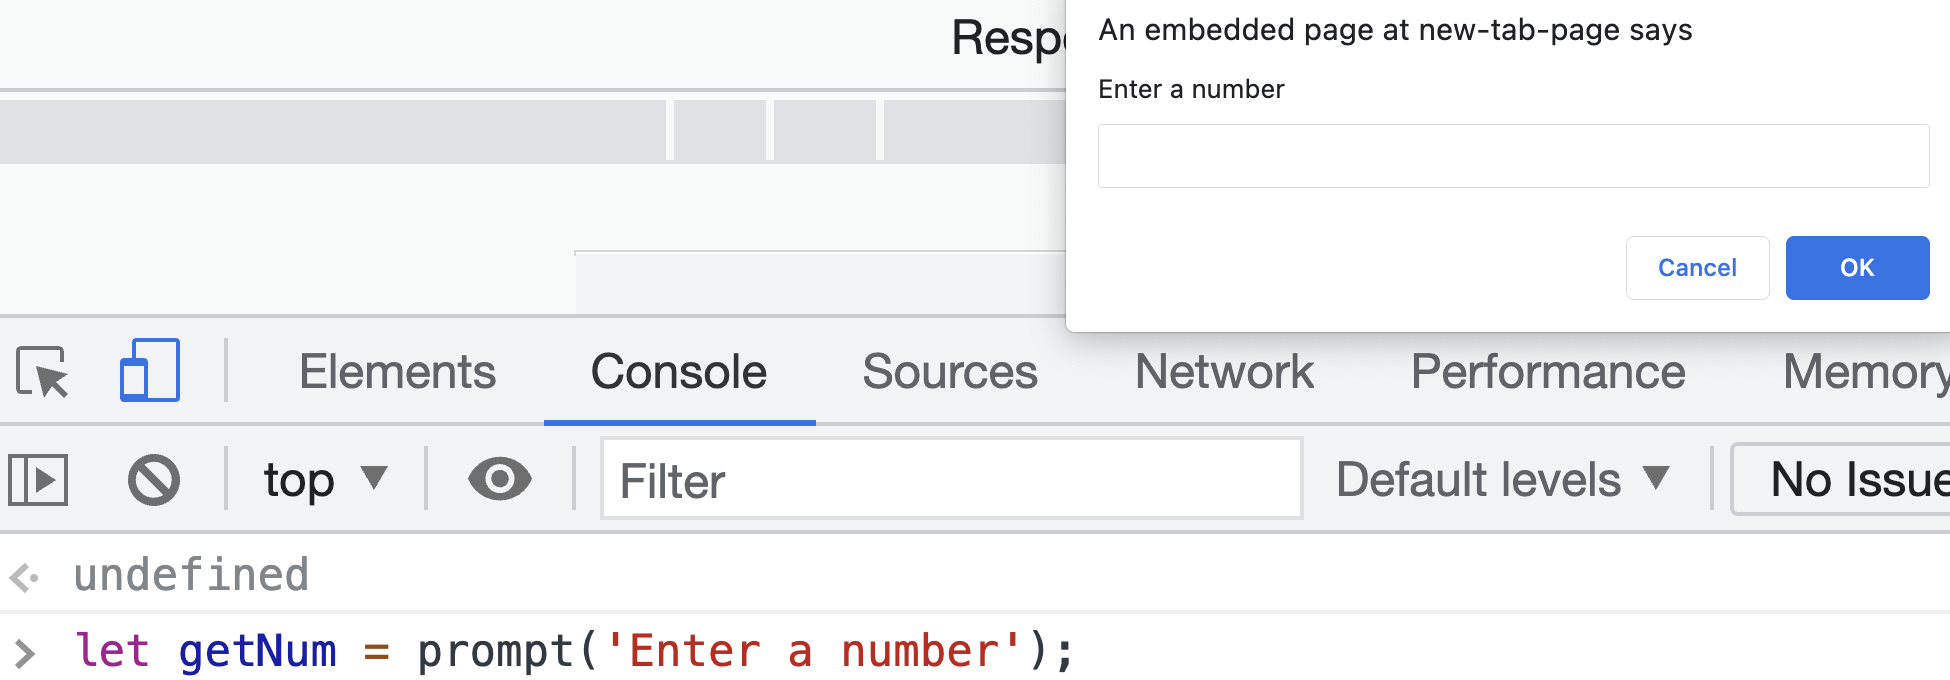 An embedded page at new-tab-page says
Enter a number
Cancel OK
Elements Console Sources Network Performance Memory
top Filter Default levels No Issue
undefined
let getNum = prompt('Enter a number');